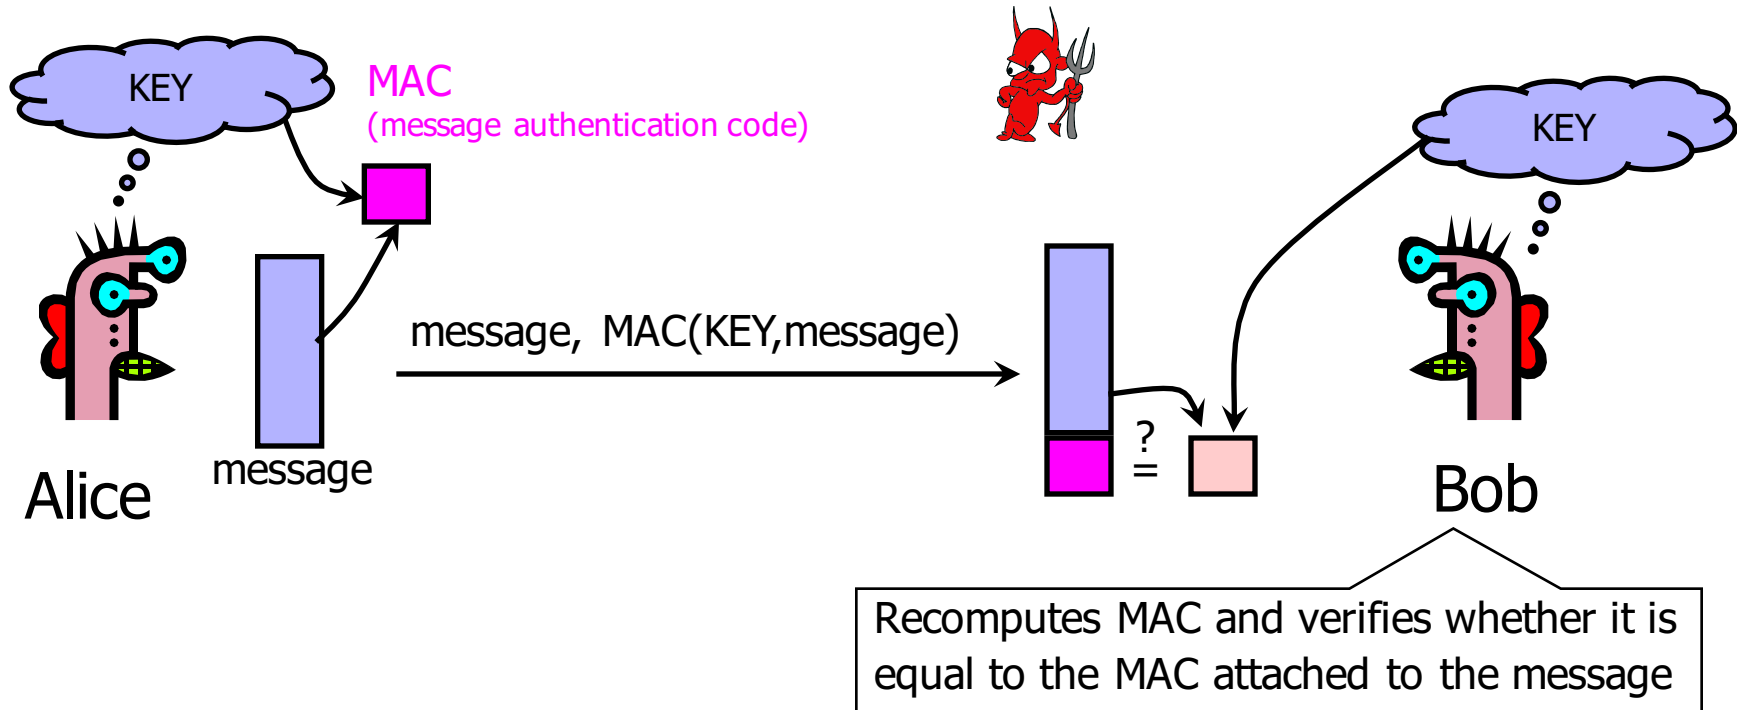 KEY
MAC
(message authentication code)
KEY
message, MAC(KEY,message)
?
=
message
Alice
Bob
Recomputes MAC and verifies whether it is
equal to the MAC attached to the message